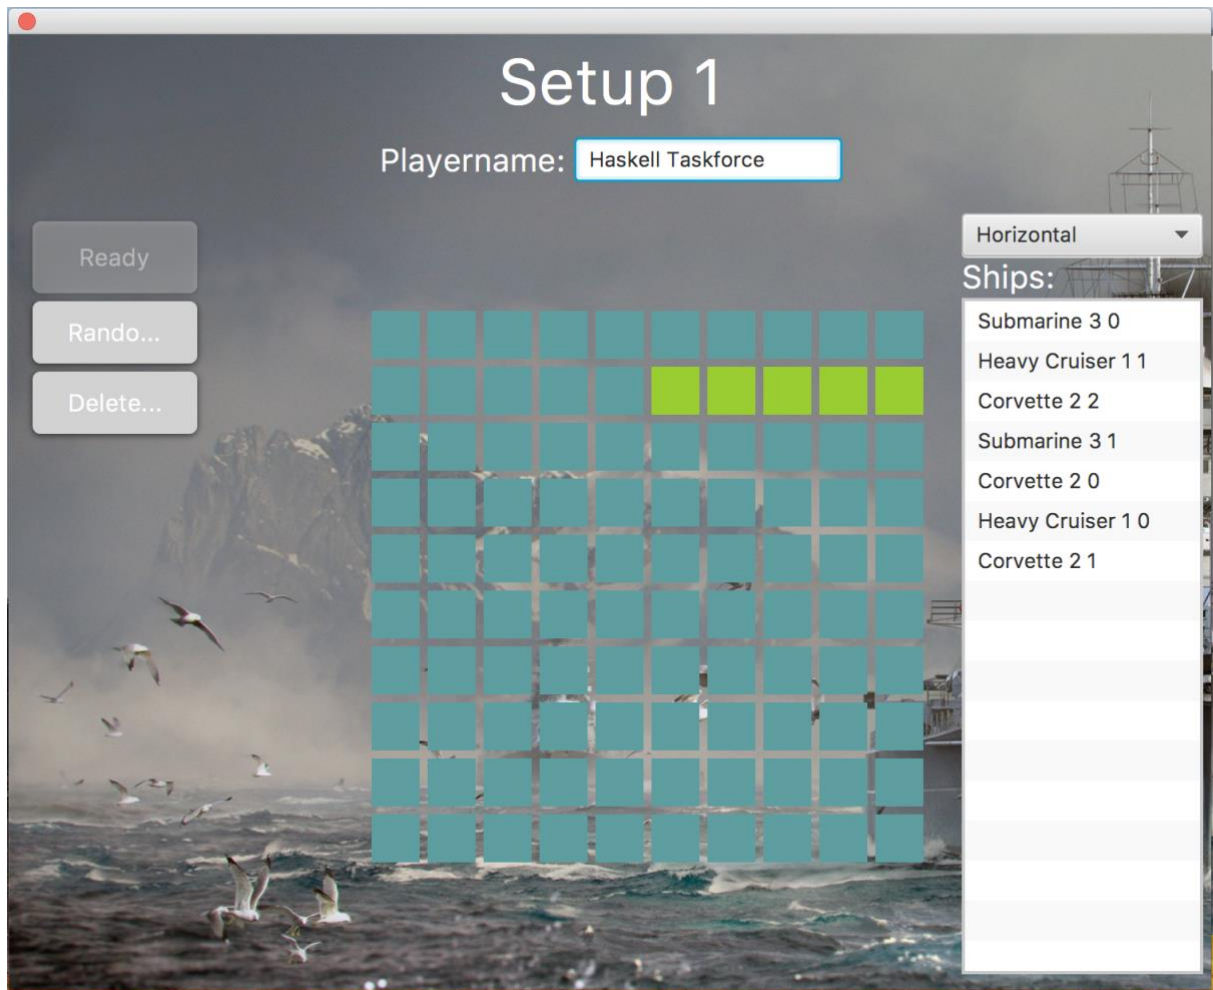 Setup 1
Playername: Haskell Taskforce
Ready
Rando...
Delete...
Horizontal
Ships:
Submarine 3 0
Heavy Cruiser 1 1
Corvette 2 2
Submarine 3 1
Corvette 2 0
Heavy Cruiser 1 0
Corvette 2 1